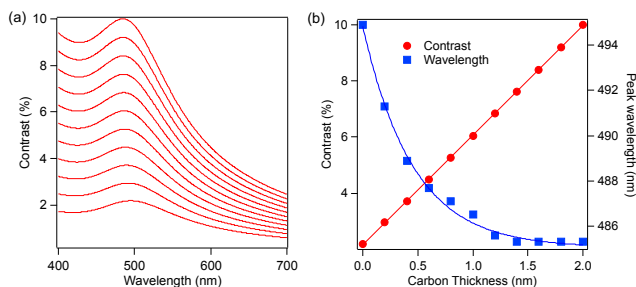 (a)
10
8
6
4
2
Contrast (%)
400
500
600
700
Wavelength (nm)
(b)
10
8
6
4
Contrast (%)
Contrast
Wavelength
494
492
490
488
486
Peak wavelength (nm)
0.0
0.5
1.0
1.5
2.0
Carbon Thickness (nm)